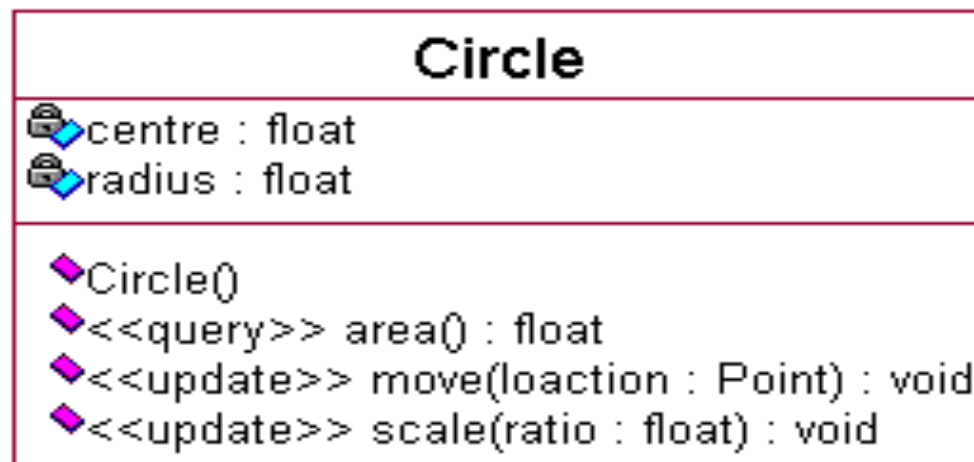 Circle
centre : float
radius : float
Circle()
<<query>> area() : float
<<update>> move(loaction : Point) : void
<<update>> scale(ratio : float) : void